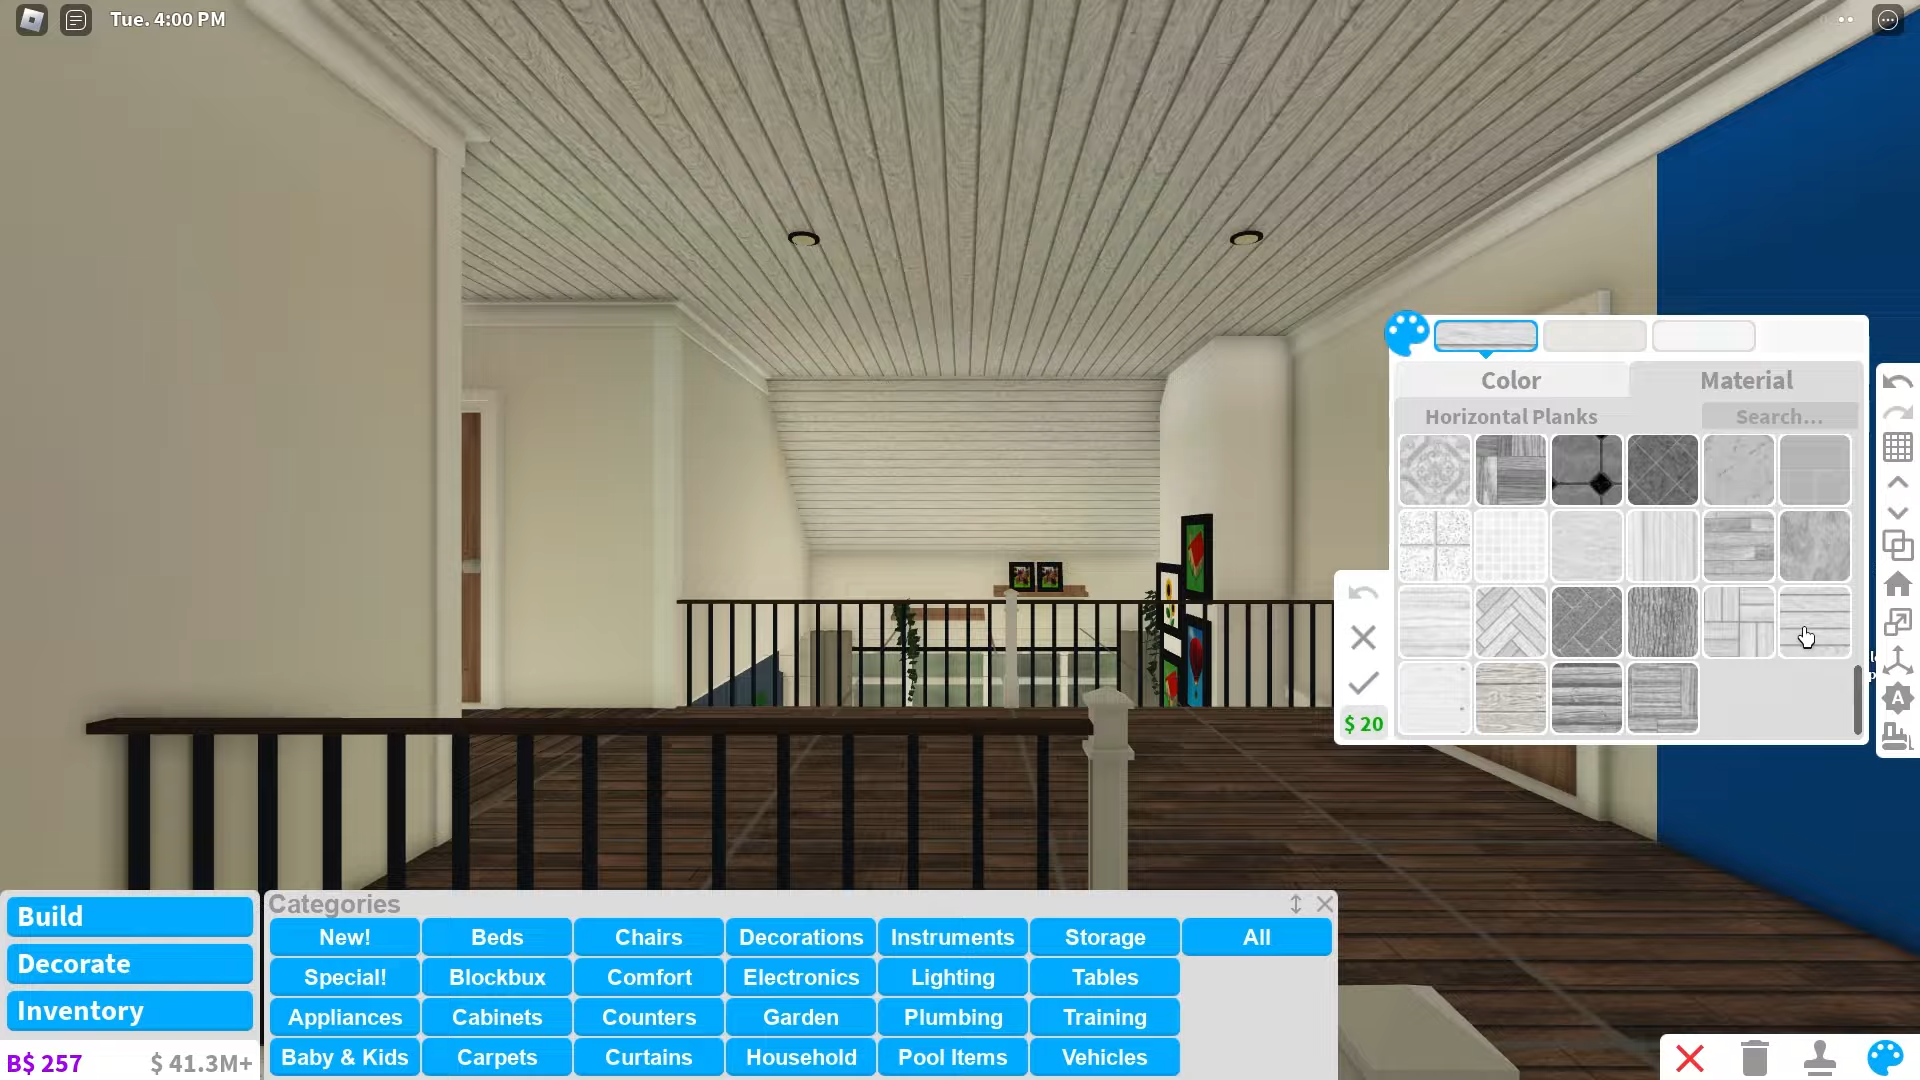 Tue. 4:00 PM
Color
Material
Horizontal Planks
Search...
$ 20
A
Build
Decorate
Inventory
B$ 257
$ 41.3M+
Categories
New!
Beds
Chairs
Decorations
Instruments
Storage
All
Special!
Blockbux
Comfort
Electronics
Lighting
Tables
Appliances
Cabinets
Counters
Garden
Plumbing
Training
Baby & Kids
Carpets
Curtains
Household
Pool Items
Vehicles